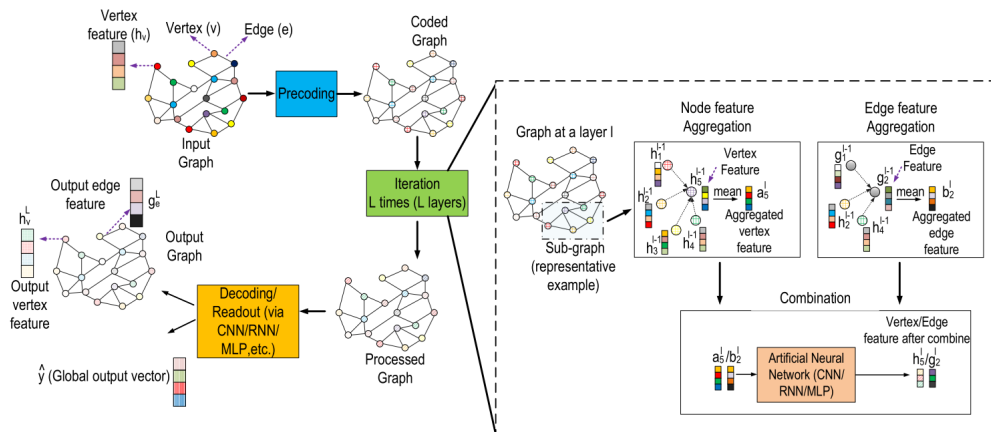 Vertex
feature (hv)
Vertex (v)
Edge (e)
Input
Graph
Precoding
Coded
Graph
Iteration
L times (L layers)
Processed
Graph
Decoding/
Readout (via
CNN/RNN/
MLP,etc.)
Output edge
feature
g_e^L
h_v^L
Output
Graph
Output
vertex
feature
ŷ (Global output vector)
Graph at a layer l
Sub-graph
(representative
example)
Node feature
Aggregation
h_1^l-1
h_2^l-1
h_3^l-1
h_4^l-1
h_5^l-1
Vertex
Feature
mean
a_5^l
Aggregated
vertex
feature
Edge feature
Aggregation
g_1^l-1
Edge
Feature
g_2^l-1
mean
b_2^l
h_2^l-1
h_4^l-1
Aggregated
edge
feature
Combination
a_5^l/b_2^l
Artificial Neural
Network (CNN/
RNN/MLP)
Vertex/Edge
feature after combine
h_5^l/g_2^l